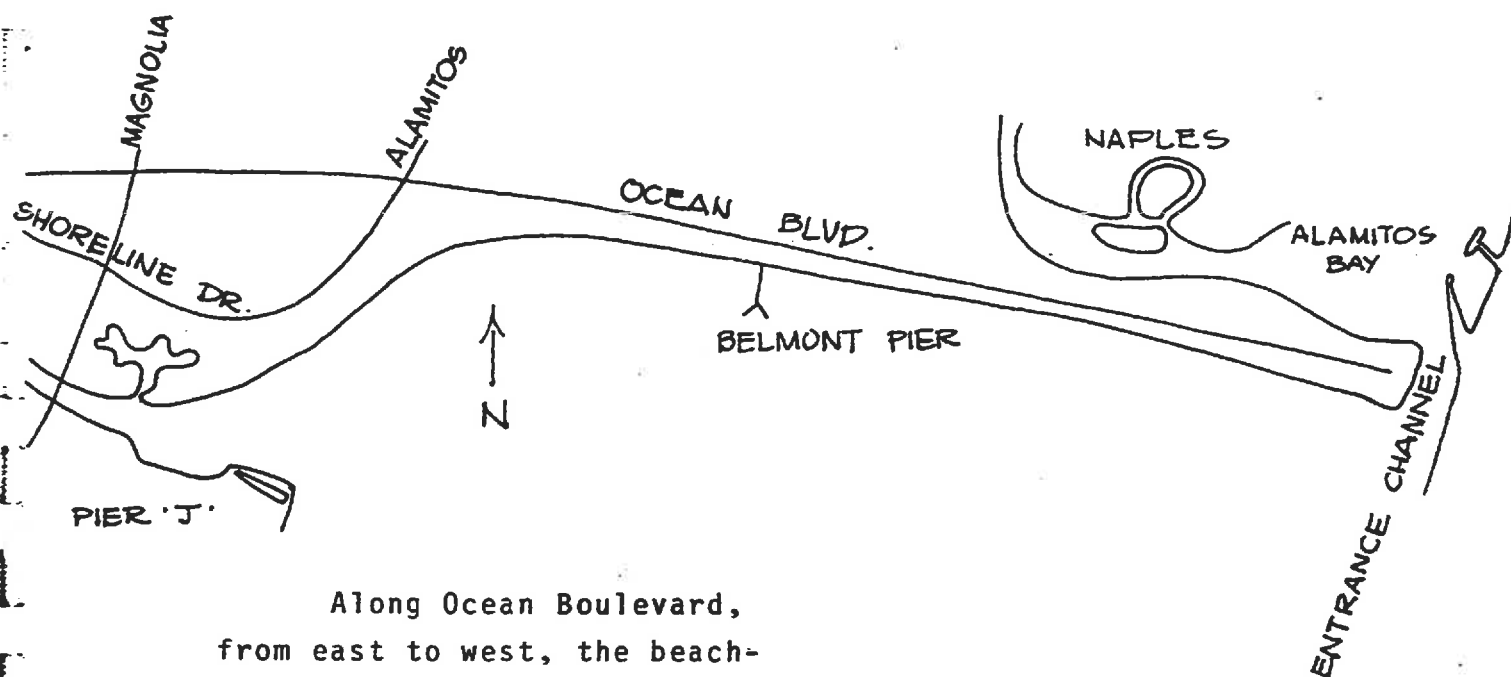 MAGNOLIA
ALAMITOS
SHORELINE DR.
OCEAN BLVD.
NAPLES
ALAMITOS
BAY
BELMONT PIER
N
ENTRANCE CHANNEL
PIER 'J'
Along Ocean Boulevard,
from east to west, the beach-